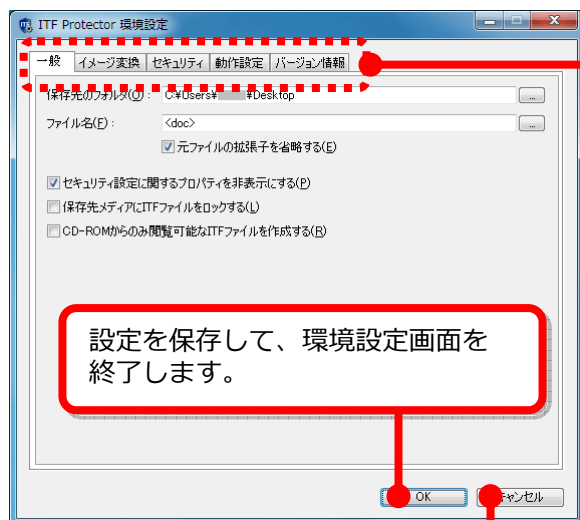 ITF Protector 環境設定
一般 イメージ変換 セキュリティ 動作設定 バージョン情報
保存先のフォルダ(O): C:¥Users¥ ¥Desktop ...
ファイル名(F): <doc> ...
元ファイルの拡張子を省略する(E)
セキュリティ設定に関するプロパティを非表示にする(P)
保存先メディアにITFファイルをロックする(L)
CD-ROMからのみ閲覧可能なITFファイルを作成する(R)
設定を保存して、環境設定画面を
終了します。
OK キャンセル